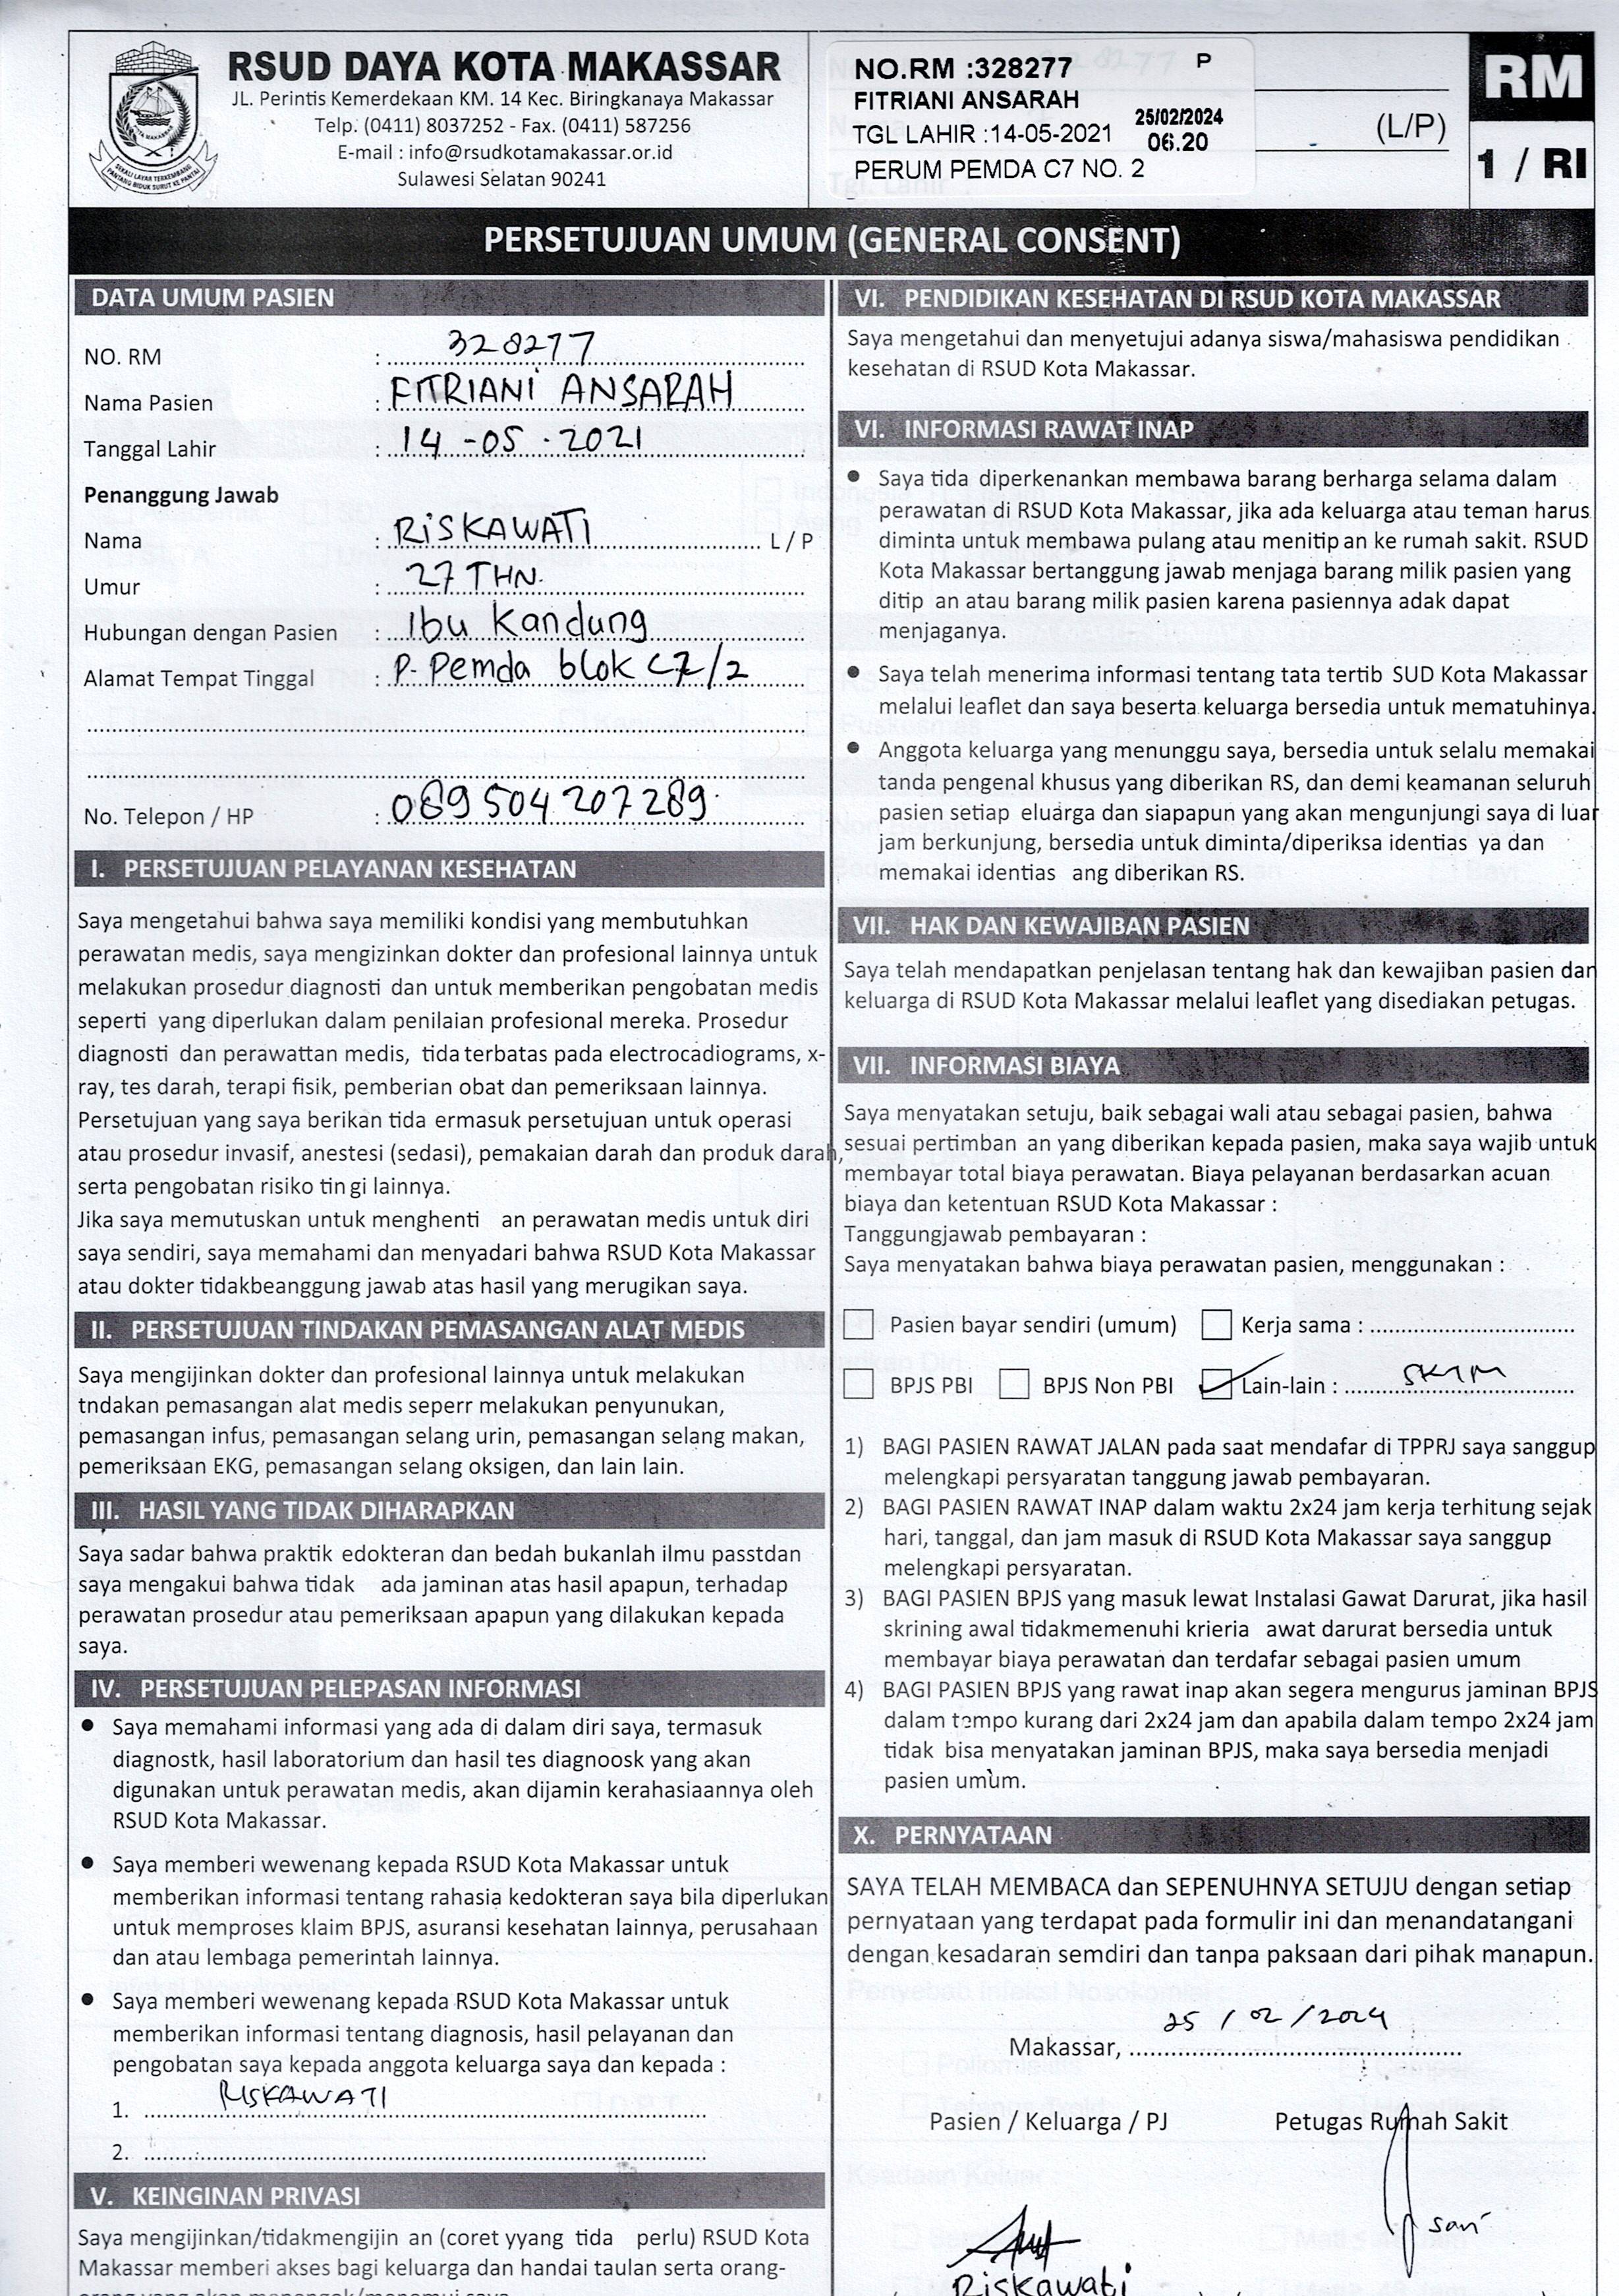 RSUD DAYA KOTA MAKASSAR
JL. Perintis Kemerdekaan KM. 14 Kec. Biringkanaya Makassar
Telp. (0411) 8037252 - Fax. (0411) 587256
E-mail : info@rsudkotamakassar.or.id
Sulawesi Selatan 90241
NO.RM :328277 P
FITRIANI ANSARAH
TGL LAHIR :14-05-2021 25/02/2024 06.20
PERUM PEMDA C7 NO. 2
(L/P)
RM
1 / RI
PERSETUJUAN UMUM (GENERAL CONSENT)
DATA UMUM PASIEN
NO. RM : 328277
Nama Pasien : FITRIANI ANSARAH
Tanggal Lahir : 14 -05 - 2021
Penanggung Jawab
Nama : RISKAWATI L / P
Umur : 27 THN.
Hubungan dengan Pasien : Ibu Kandung
Alamat Tempat Tinggal : P. Pemda blok C7/2
No. Telepon / HP : 089504207289
I. PERSETUJUAN PELAYANAN KESEHATAN
Saya mengetahui bahwa saya memiliki kondisi yang membutuhkan
perawatan medis, saya mengizinkan dokter dan profesional lainnya untuk
melakukan prosedur diagnosti dan untuk memberikan pengobatan medis
seperti yang diperlukan dalam penilaian profesional mereka. Prosedur
diagnosti dan perawattan medis, tida terbatas pada electrocadiograms, x-
ray, tes darah, terapi fisik, pemberian obat dan pemeriksaan lainnya.
Persetujuan yang saya berikan tida ermasuk persetujuan untuk operasi
atau prosedur invasif, anestesi (sedasi), pemakaian darah dan produk darah,
serta pengobatan risiko tin gi lainnya.
Jika saya memutuskan untuk menghenti an perawatan medis untuk diri
saya sendiri, saya memahami dan menyadari bahwa RSUD Kota Makassar
atau dokter tidakbeanggung jawab atas hasil yang merugikan saya.
II. PERSETUJUAN TINDAKAN PEMASANGAN ALAT MEDIS
Saya mengijinkan dokter dan profesional lainnya untuk melakukan
tndakan pemasangan alat medis seperr melakukan penyunukan,
pemasangan infus, pemasangan selang urin, pemasangan selang makan,
pemeriksaan EKG, pemasangan selang oksigen, dan lain lain.
III. HASIL YANG TIDAK DIHARAPKAN
Saya sadar bahwa praktik edokteran dan bedah bukanlah ilmu passtdan
saya mengakui bahwa tidak ada jaminan atas hasil apapun, terhadap
perawatan prosedur atau pemeriksaan apapun yang dilakukan kepada
saya.
IV. PERSETUJUAN PELEPASAN INFORMASI
• Saya memahami informasi yang ada di dalam diri saya, termasuk
diagnostk, hasil laboratorium dan hasil tes diagnoosk yang akan
digunakan untuk perawatan medis, akan dijamin kerahasiaannya oleh
RSUD Kota Makassar.
• Saya memberi wewenang kepada RSUD Kota Makassar untuk
memberikan informasi tentang rahasia kedokteran saya bila diperlukan
untuk memproses klaim BPJS, asuransi kesehatan lainnya, perusahaan
dan atau lembaga pemerintah lainnya.
• Saya memberi wewenang kepada RSUD Kota Makassar untuk
memberikan informasi tentang diagnosis, hasil pelayanan dan
pengobatan saya kepada anggota keluarga saya dan kepada :
1. RISKAWATI
2.
V. KEINGINAN PRIVASI
Saya mengijinkan/tidakmengijin an (coret yyang tida perlu) RSUD Kota
Makassar memberi akses bagi keluarga dan handai taulan serta orang-
VI. PENDIDIKAN KESEHATAN DI RSUD KOTA MAKASSAR
Saya mengetahui dan menyetujui adanya siswa/mahasiswa pendidikan
kesehatan di RSUD Kota Makassar.
VI. INFORMASI RAWAT INAP
• Saya tida diperkenankan membawa barang berharga selama dalam
perawatan di RSUD Kota Makassar, jika ada keluarga atau teman harus
diminta untuk membawa pulang atau menitip an ke rumah sakit. RSUD
Kota Makassar bertanggung jawab menjaga barang milik pasien yang
ditip an atau barang milik pasien karena pasiennya adak dapat
menjaganya.
• Saya telah menerima informasi tentang tata tertib SUD Kota Makassar
melalui leaflet dan saya beserta keluarga bersedia untuk mematuhinya.
• Anggota keluarga yang menunggu saya, bersedia untuk selalu memakai
tanda pengenal khusus yang diberikan RS, dan demi keamanan seluruh
pasien setiap eluarga dan siapapun yang akan mengunjungi saya di luar
jam berkunjung, bersedia untuk diminta/diperiksa identias ya dan
memakai identias ang diberikan RS.
VII. HAK DAN KEWAJIBAN PASIEN
Saya telah mendapatkan penjelasan tentang hak dan kewajiban pasien dan
keluarga di RSUD Kota Makassar melalui leaflet yang disediakan petugas.
VII. INFORMASI BIAYA
Saya menyatakan setuju, baik sebagai wali atau sebagai pasien, bahwa
sesuai pertimban an yang diberikan kepada pasien, maka saya wajib untuk
membayar total biaya perawatan. Biaya pelayanan berdasarkan acuan
biaya dan ketentuan RSUD Kota Makassar :
Tanggungjawab pembayaran :
Saya menyatakan bahwa biaya perawatan pasien, menggunakan :
Pasien bayar sendiri (umum) Kerja sama :
BPJS PBI BPJS Non PBI Lain-lain : SKTM
1) BAGI PASIEN RAWAT JALAN pada saat mendafar di TPPRJ saya sanggup
melengkapi persyaratan tanggung jawab pembayaran.
2) BAGI PASIEN RAWAT INAP dalam waktu 2x24 jam kerja terhitung sejak
hari, tanggal, dan jam masuk di RSUD Kota Makassar saya sanggup
melengkapi persyaratan.
3) BAGI PASIEN BPJS yang masuk lewat Instalasi Gawat Darurat, jika hasil
skrining awal tidakmemenuhi krieria awat darurat bersedia untuk
membayar biaya perawatan dan terdafar sebagai pasien umum
4) BAGI PASIEN BPJS yang rawat inap akan segera mengurus jaminan BPJS
dalam tempo kurang dari 2x24 jam dan apabila dalam tempo 2x24 jam
tidak bisa menyatakan jaminan BPJS, maka saya bersedia menjadi
pasien umum.
X. PERNYATAAN
SAYA TELAH MEMBACA dan SEPENUHNYA SETUJU dengan setiap
pernyataan yang terdapat pada formulir ini dan menandatangani
dengan kesadaran semdiri dan tanpa paksaan dari pihak manapun.
Makassar, 25 / 02 / 2024
Pasien / Keluarga / PJ Petugas Rumah Sakit
sari
Riskawati